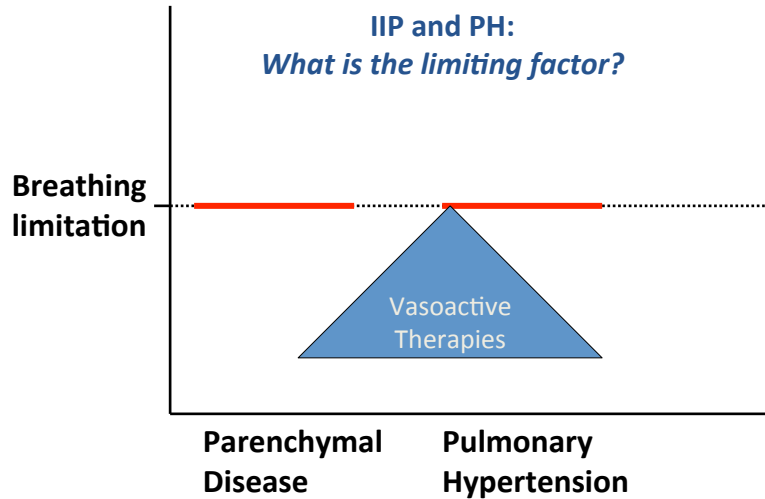 IIP and PH:
What is the limiting factor?
Breathing
limitation
Vasoactive
Therapies
Parenchymal
Disease
Pulmonary
Hypertension